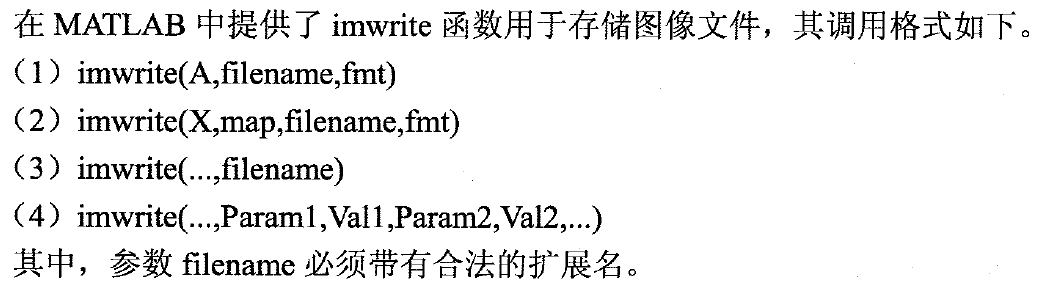 在 MATLAB 中提供了 imwrite 函数用于存储图像文件，其调用格式如下。
（1）imwrite(A,filename,fmt)
（2）imwrite(X,map,filename,fmt)
（3）imwrite(...,filename)
（4）imwrite(...,Param1,Val1,Param2,Val2,...)
其中，参数 filename 必须带有合法的扩展名。